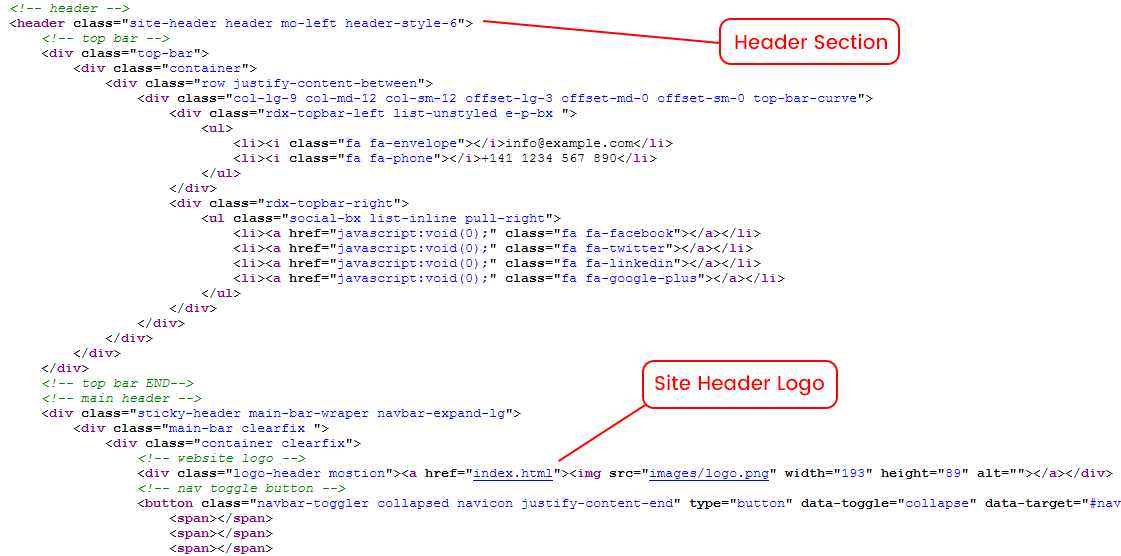 <!-- header -->
<header class="site-header header mo-left header-style-6">
Header Section
<!-- top bar -->
<div class="top-bar">
<div class="container">
<div class="row justify-content-between">
<div class="col-lg-9 col-md-12 col-sm-12 offset-lg-3 offset-md-0 offset-sm-0 top-bar-curve">
<div class="rdx-topbar-left list-unstyled e-p-bx ">
<ul>
<li><i class="fa fa-envelope"></i>info@example.com</li>
<li><i class="fa fa-phone"></i>+141 1234 567 890</li>
</ul>
</div>
<div class="rdx-topbar-right">
<ul class="social-bx list-inline pull-right">
<li><a href="javascript:void(0);" class="fa fa-facebook"></a></li>
<li><a href="javascript:void(0);" class="fa fa-twitter"></a></li>
<li><a href="javascript:void(0);" class="fa fa-linkedin"></a></li>
<li><a href="javascript:void(0);" class="fa fa-google-plus"></a></li>
</ul>
</div>
</div>
</div>
</div>
</div>
<!-- top bar END-->
Site Header Logo
<!-- main header -->
<div class="sticky-header main-bar-wraper navbar-expand-lg">
<div class="main-bar clearfix ">
<div class="container clearfix">
<!-- website logo -->
<div class="logo-header mostion"><a href="index.html"><img src="images/logo.png" width="193" height="89" alt=""></a></div>
<!-- nav toggle button -->
<button class="navbar-toggler collapsed navicon justify-content-end" type="button" data-toggle="collapse" data-target="#nav
<span></span>
<span></span>
<span></span>